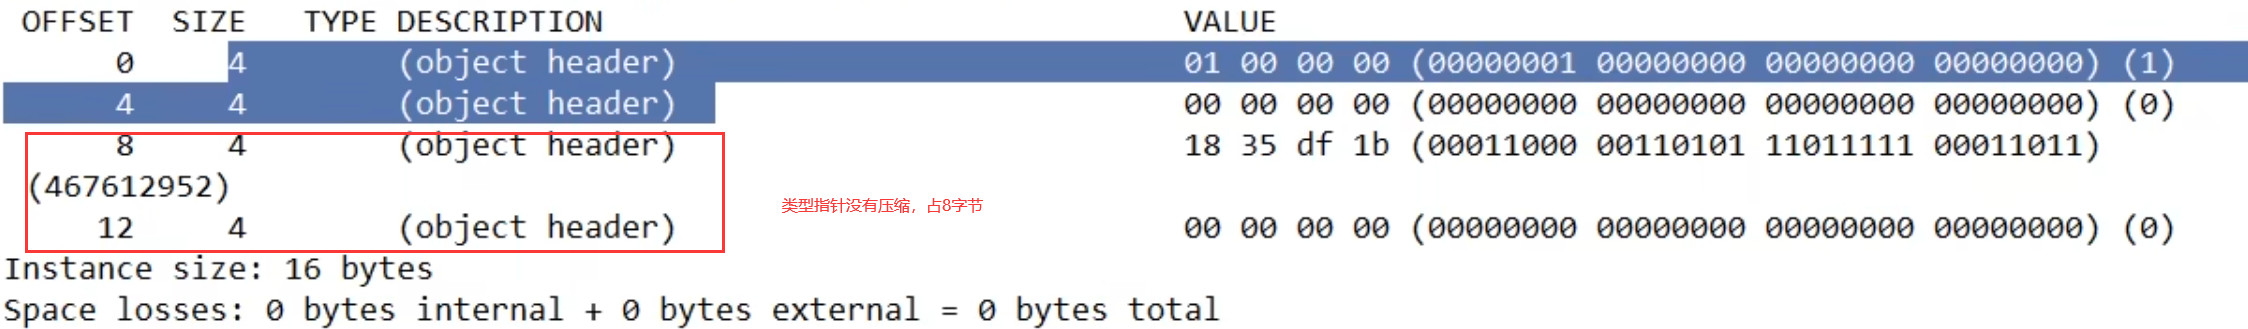 OFFSET  SIZE   TYPE DESCRIPTION                               VALUE
0     4        (object header)                           01 00 00 00 (00000001 00000000 00000000 00000000) (1)
4     4        (object header)                           00 00 00 00 (00000000 00000000 00000000 00000000) (0)
8     4        (object header)                           18 35 df 1b (00011000 00110101 11011111 00011011)
(467612952)
类型指针没有压缩，占8字节
12     4        (object header)                           00 00 00 00 (00000000 00000000 00000000 00000000) (0)
Instance size: 16 bytes
Space losses: 0 bytes internal + 0 bytes external = 0 bytes total